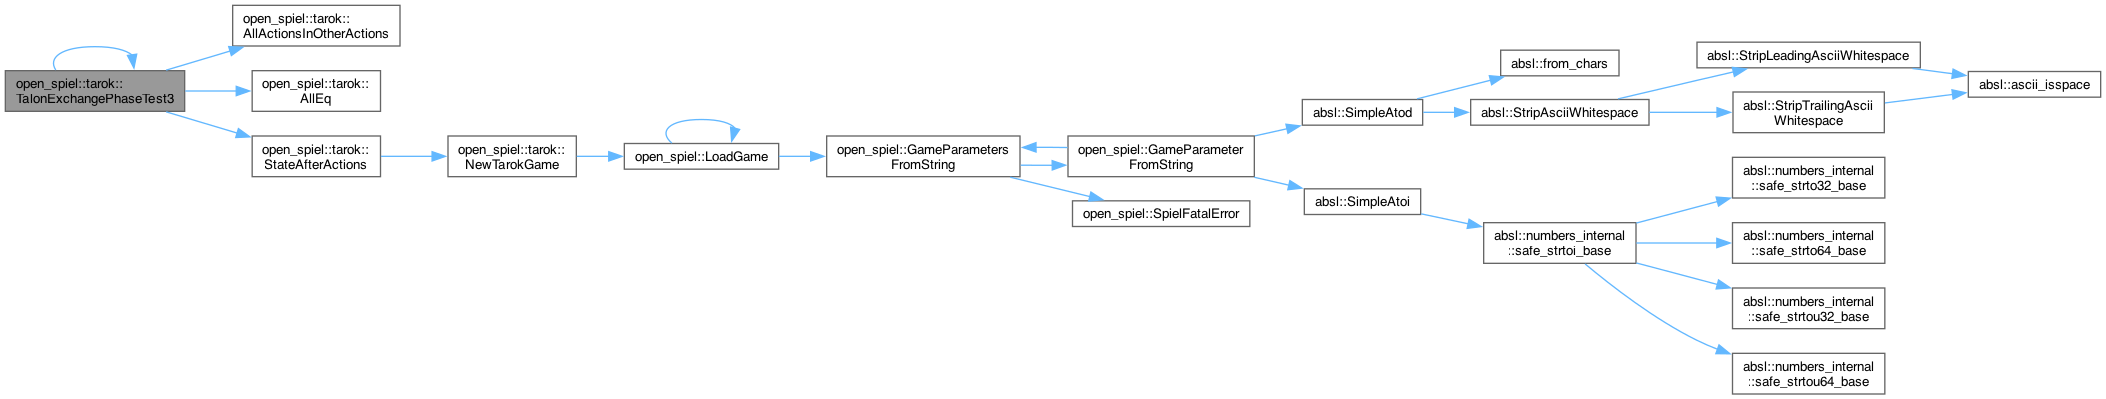 open_spiel::tarok::
TalonExchangePhaseTest3
open_spiel::tarok::
AllActionsInOtherActions
open_spiel::tarok::
AllEq
open_spiel::tarok::
StateAfterActions
open_spiel::tarok::
NewTarokGame
open_spiel::LoadGame
open_spiel::GameParameters
FromString
open_spiel::GameParameter
FromString
open_spiel::SpielFatalError
absl::SimpleAtod
absl::SimpleAtoi
absl::from_chars
absl::StripAsciiWhitespace
absl::numbers_internal
::safe_strtoi_base
absl::StripLeadingAsciiWhitespace
absl::StripTrailingAscii
Whitespace
absl::ascii_isspace
absl::numbers_internal
::safe_strto32_base
absl::numbers_internal
::safe_strto64_base
absl::numbers_internal
::safe_strtou32_base
absl::numbers_internal
::safe_strtou64_base